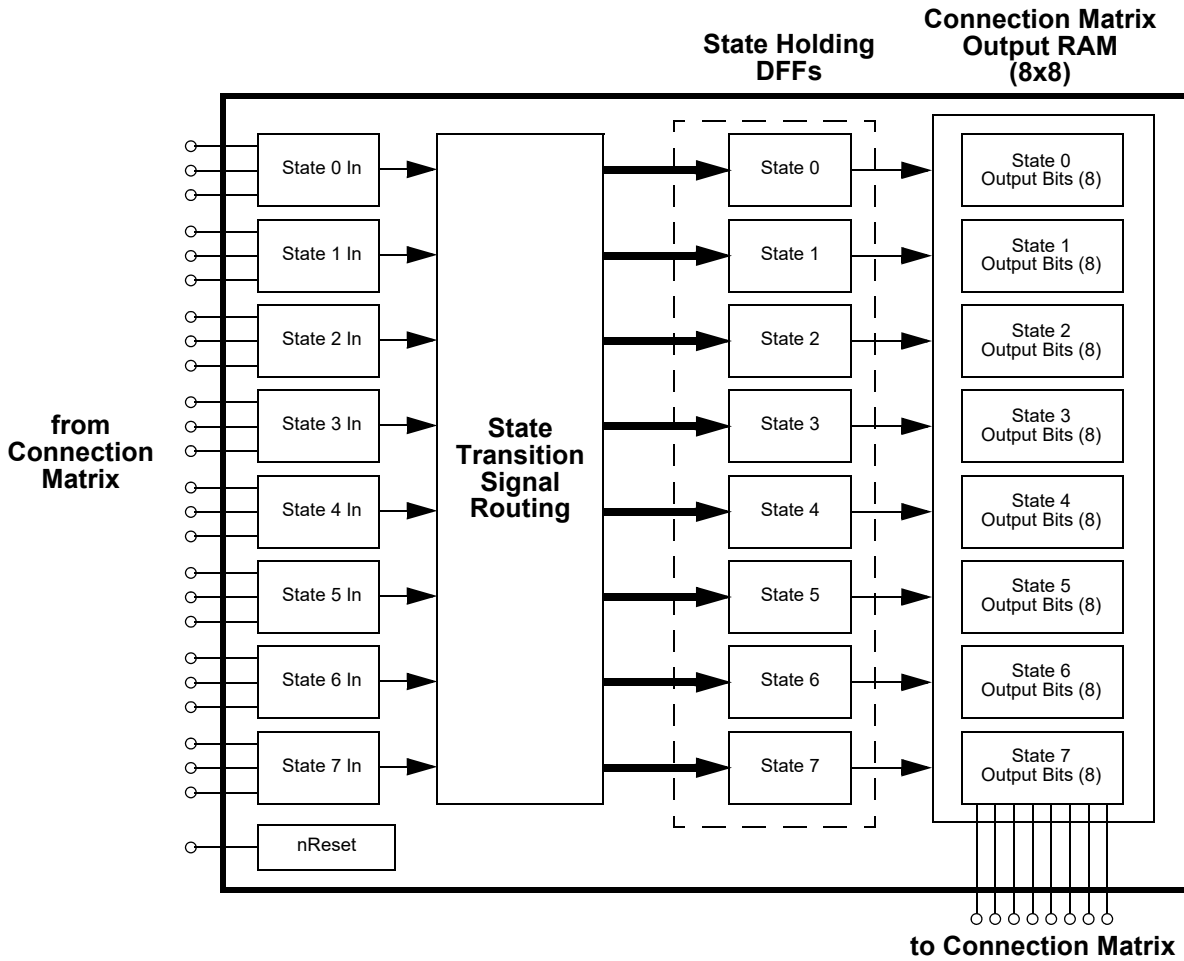 State Holding
DFFs
Connection Matrix
Output RAM
(8x8)
from
Connection
Matrix
State 0 In
State 1 In
State 2 In
State 3 In
State 4 In
State 5 In
State 6 In
State 7 In
nReset
State
Transition
Signal
Routing
State 0
State 1
State 2
State 3
State 4
State 5
State 6
State 7
State 0
Output Bits (8)
State 1
Output Bits (8)
State 2
Output Bits (8)
State 3
Output Bits (8)
State 4
Output Bits (8)
State 5
Output Bits (8)
State 6
Output Bits (8)
State 7
Output Bits (8)
to Connection Matrix